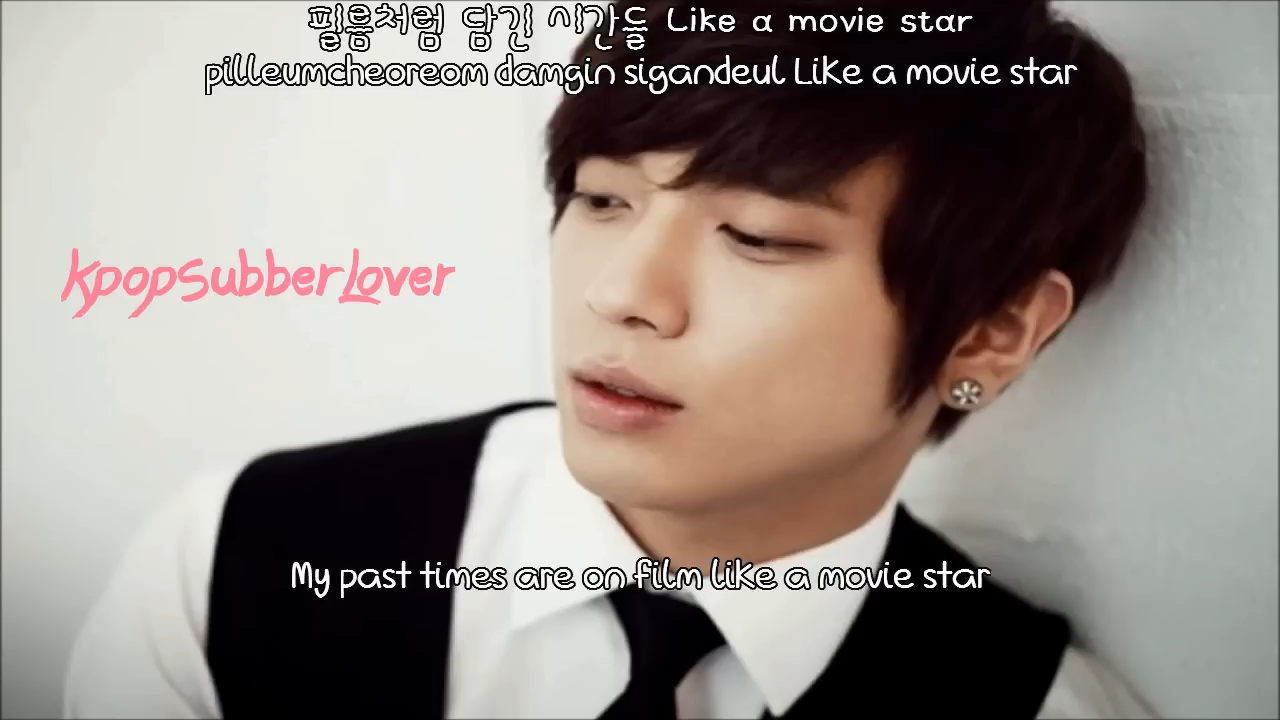 필름처럼 담긴 시간들 Like a movie star
pilleumcheoreom damgin sigandeul Like a movie star
KpopSubberLover
My past times are on film like a movie star